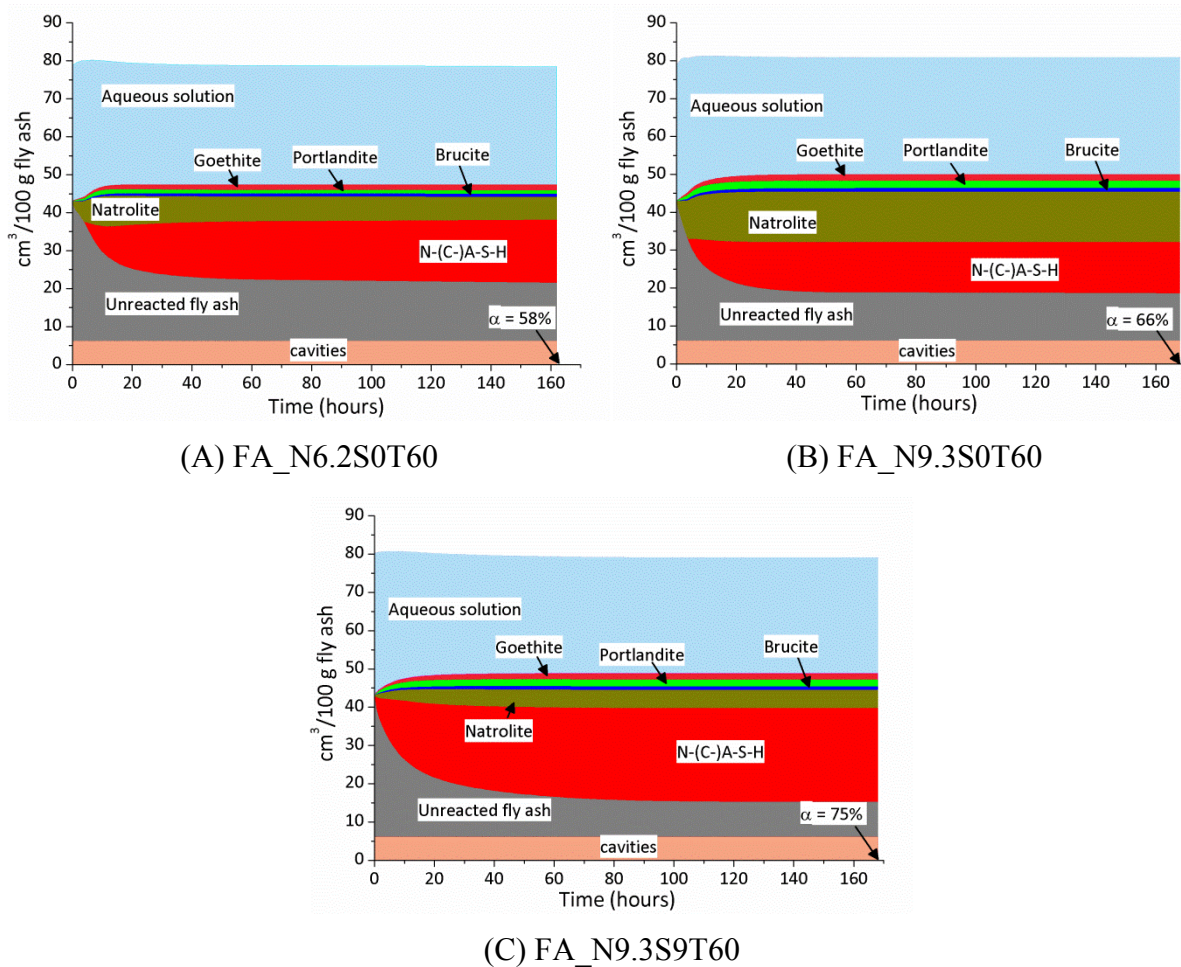 90
80
70
60
50
40
30
20
10
0
cm³/100 g fly ash
Aqueous solution
Goethite
Portlandite
Brucite
Natrolite
N-(C-)A-S-H
Unreacted fly ash
α = 58%
cavities
0 20 40 60 80 100 120 140 160
Time (hours)
(A) FA_N6.2S0T60
90
80
70
60
50
40
30
20
10
0
cm³/100 g fly ash
Aqueous solution
Goethite
Portlandite
Brucite
Natrolite
N-(C-)A-S-H
Unreacted fly ash
α = 66%
cavities
0 20 40 60 80 100 120 140 160
Time (hours)
(B) FA_N9.3S0T60
90
80
70
60
50
40
30
20
10
0
cm³/100 g fly ash
Aqueous solution
Goethite
Portlandite
Brucite
Natrolite
N-(C-)A-S-H
Unreacted fly ash
α = 75%
cavities
0 20 40 60 80 100 120 140 160
Time (hours)
(C) FA_N9.3S9T60